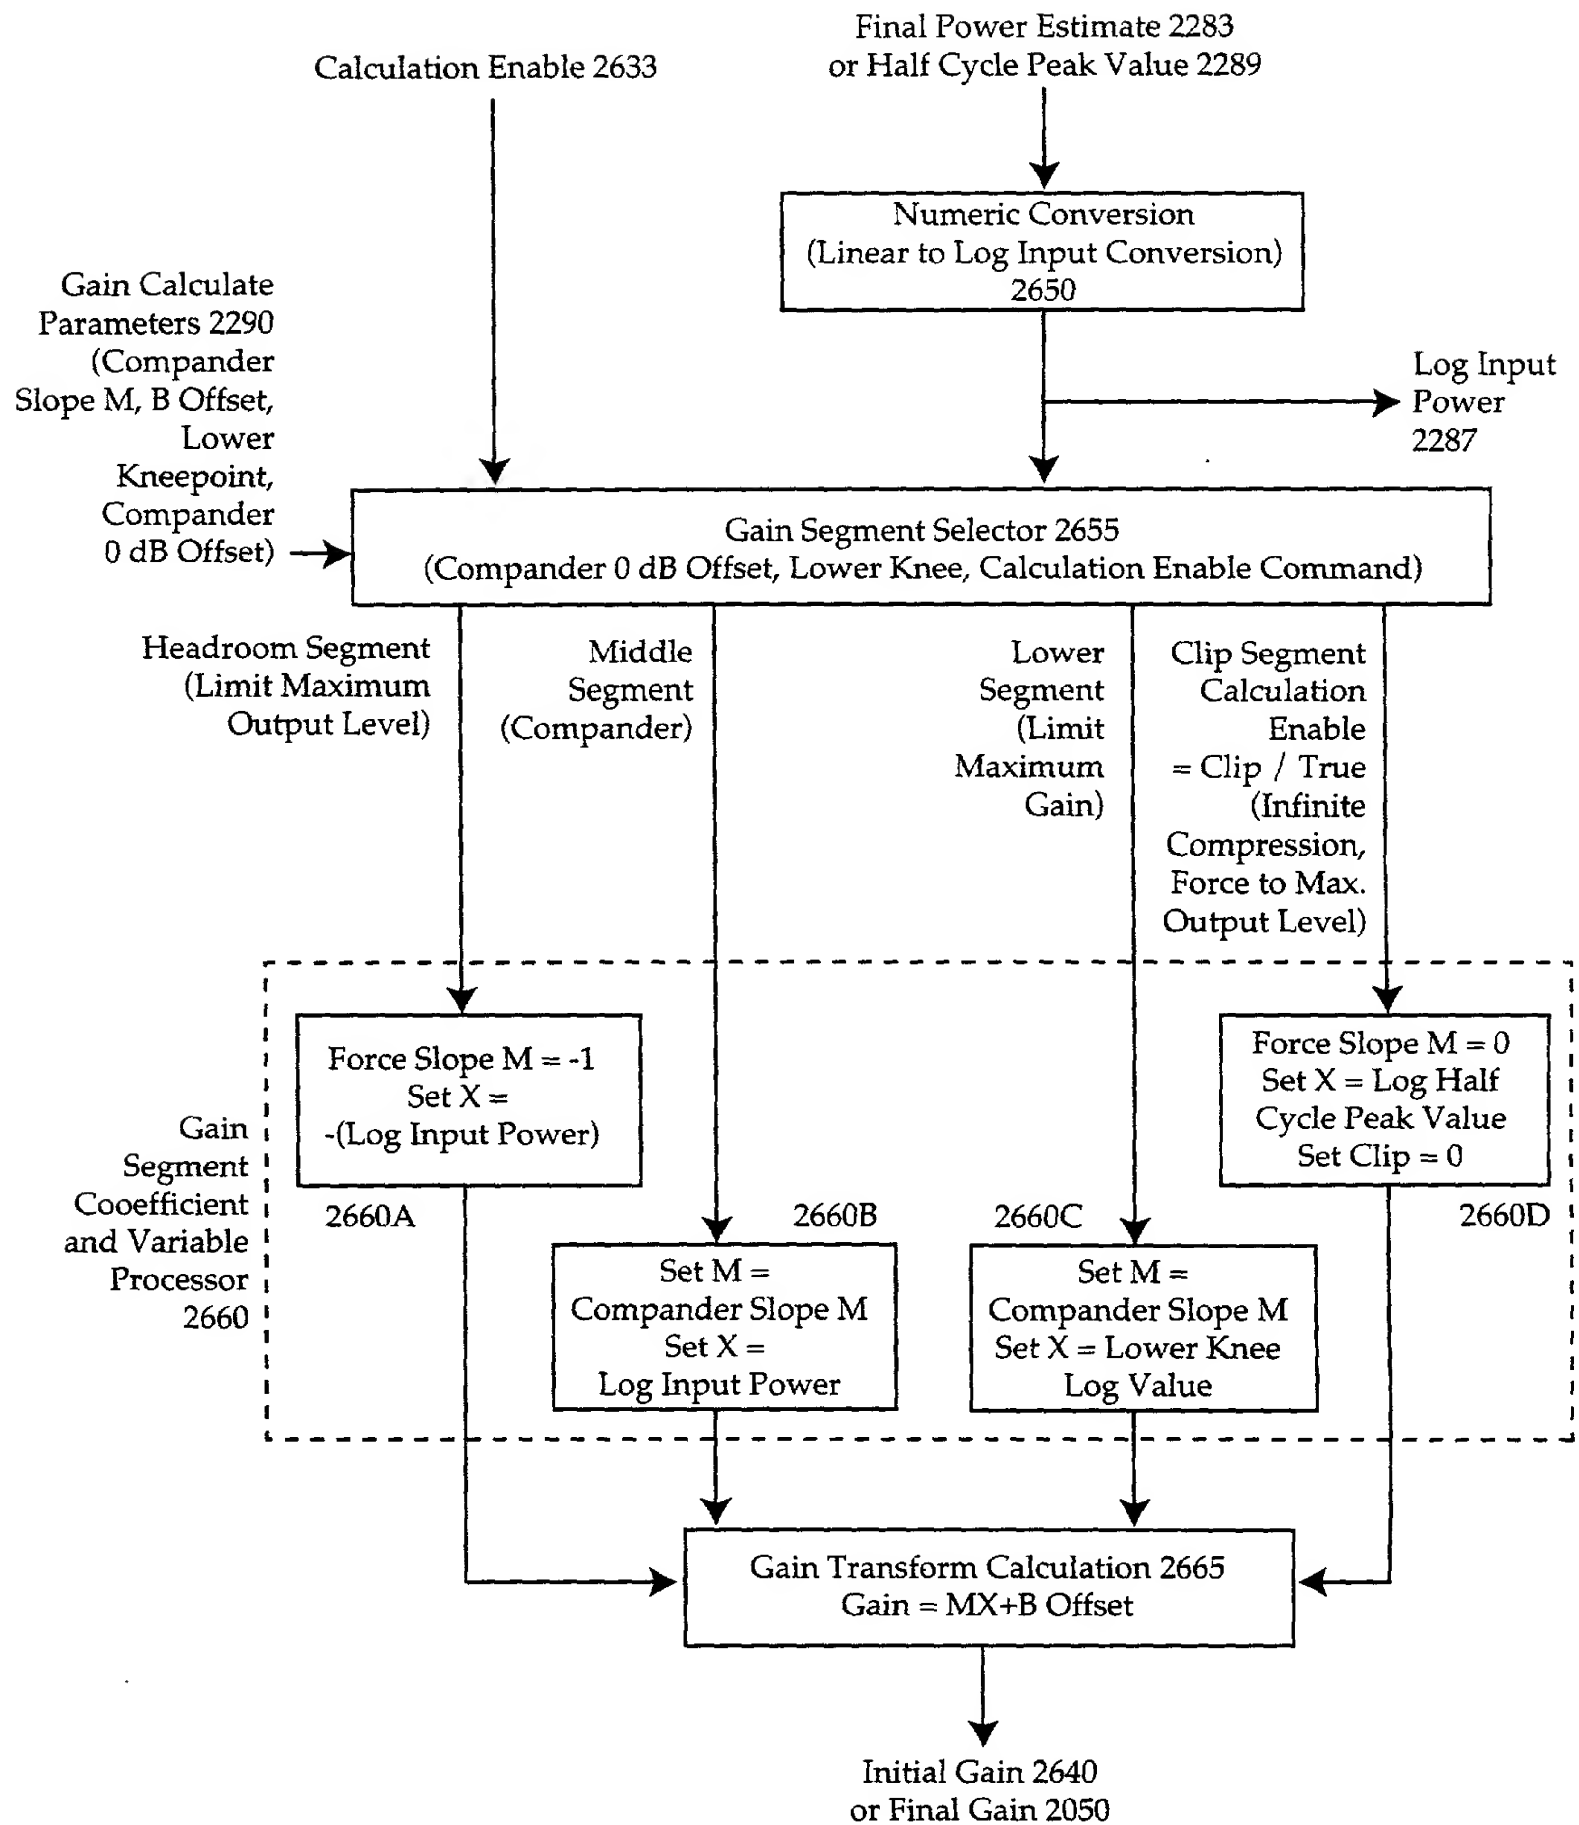 Calculation Enable 2633
Final Power Estimate 2283
or Half Cycle Peak Value 2289
Numeric Conversion
(Linear to Log Input Conversion)
2650
Gain Calculate
Parameters 2290
(Compander
Slope M, B Offset,
Lower
Kneepoint,
Compander
0 dB Offset)
Log Input
Power
2287
Gain Segment Selector 2655
(Compander 0 dB Offset, Lower Knee, Calculation Enable Command)
Headroom Segment
(Limit Maximum
Output Level)
Middle
Segment
(Compander)
Lower
Segment
(Limit
Maximum
Gain)
Clip Segment
Calculation
Enable
= Clip / True
(Infinite
Compression,
Force to Max.
Output Level)
Gain
Segment
Cooefficient
and Variable
Processor
2660
Force Slope M = -1
Set X =
-(Log Input Power)
2660A
2660B
Set M =
Compander Slope M
Set X =
Log Input Power
2660C
Set M =
Compander Slope M
Set X = Lower Knee
Log Value
Force Slope M = 0
Set X = Log Half
Cycle Peak Value
Set Clip = 0
2660D
Gain Transform Calculation 2665
Gain = MX+B Offset
Initial Gain 2640
or Final Gain 2050